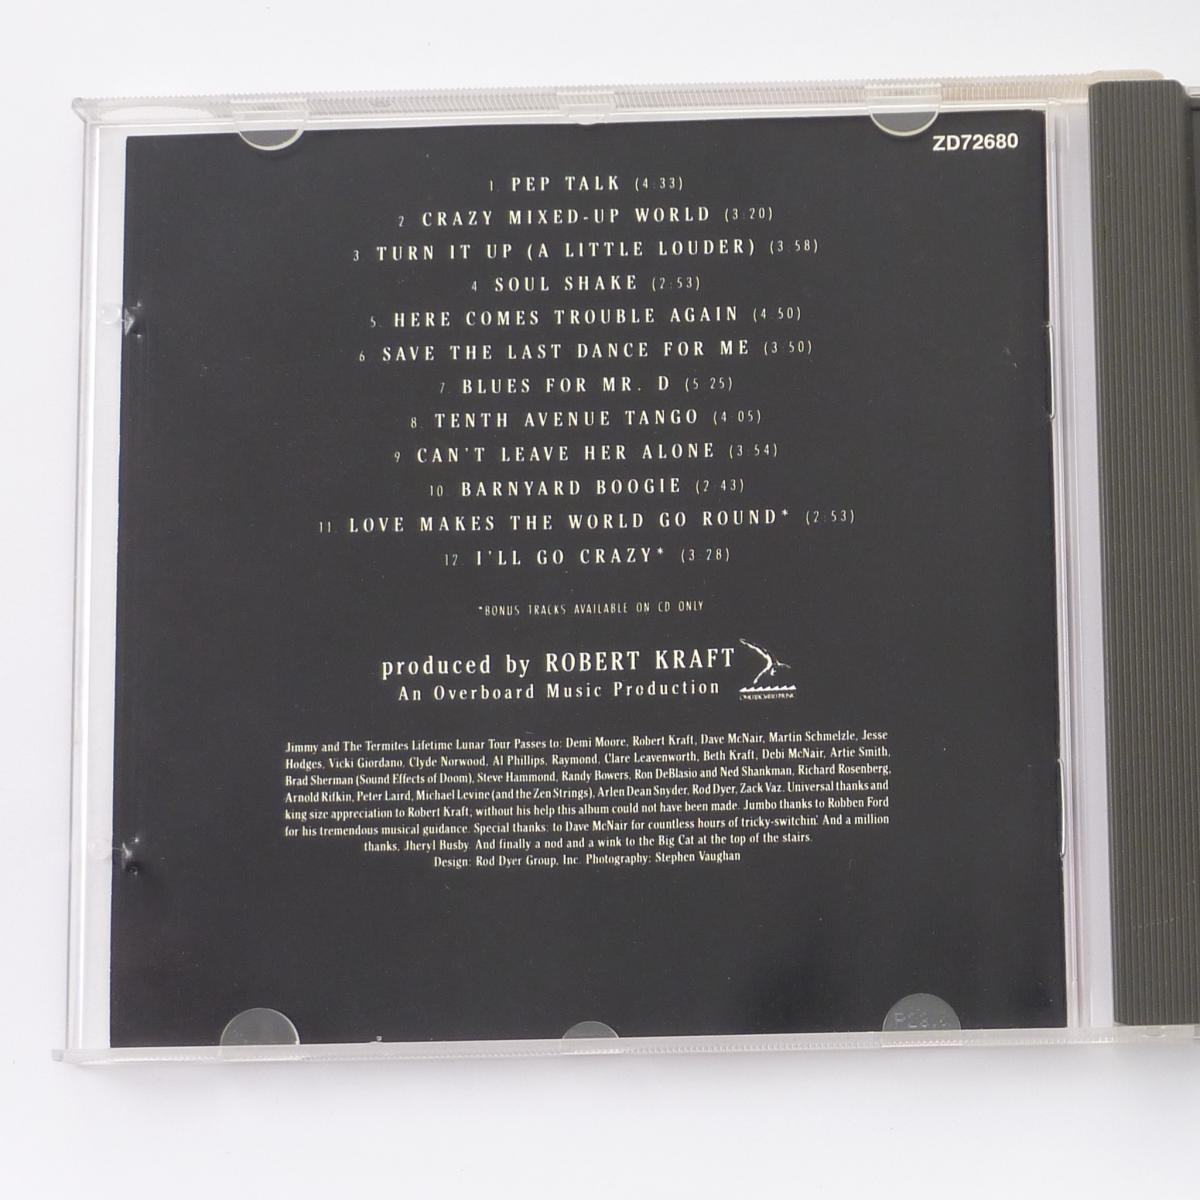 ZD72680
1. PEP TALK (4:33)
2 CRAZY MIXED-UP WORLD (3:20)
3 TURN IT UP (A LITTLE LOUDER) (3:58)
4 SOUL SHAKE (2:53)
5. HERE COMES TROUBLE AGAIN (4:50)
6 SAVE THE LAST DANCE FOR ME (3:50)
7. BLUES FOR MR. D (5:25)
8. TENTH AVENUE TANGO (4:05)
9 CAN'T LEAVE HER ALONE (3:54)
10. BARNYARD BOOGIE (2:43)
11. LOVE MAKES THE WORLD GO ROUND* (2:53)
12. I'LL GO CRAZY* (3:28)
*BONUS TRACKS AVAILABLE ON CD ONLY
produced by ROBERT KRAFT
An Overboard Music Production
Jimmy and The Termites Lifetime Lunar Tour Passes to: Demi Moore, Robert Kraft, Dave McNair, Martin Schmelzle, Jesse
Hodges, Vicki Giordano, Clyde Norwood, Al Phillips, Raymond, Clare Leavenworth, Beth Kraft, Debi McNair, Artie Smith,
Brad Sherman (Sound Effects of Doom), Steve Hammond, Randy Bowers, Ron DeBlasio and Ned Shankman, Richard Rosenberg,
Arnold Rifkin, Peter Laird, Michael Levine (and the Zen Strings), Arlen Dean Snyder, Rod Dyer, Zack Vaz. Universal thanks and
king size appreciation to Robert Kraft, without his help this album could not have been made. Jumbo thanks to Robben Ford
for his tremendous musical guidance. Special thanks: to Dave McNair for countless hours of tricky-switchin'. And a million
thanks, Jheryl Busby. And finally a nod and a wink to the Big Cat at the top of the stairs.
Design: Rod Dyer Group, Inc. Photography: Stephen Vaughan